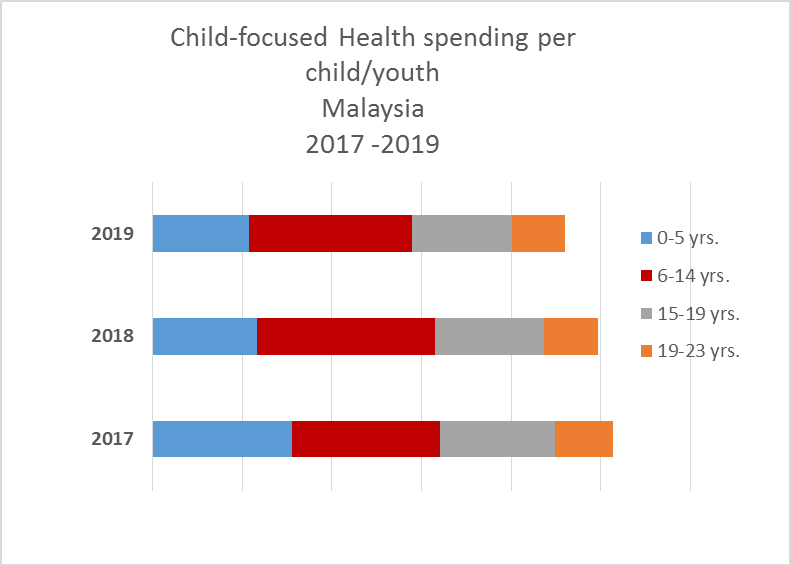 Child-focused Health spending per
child/youth
Malaysia
2017 -2019
2019
2018
2017
0-5 yrs.
6-14 yrs.
15-19 yrs.
19-23 yrs.